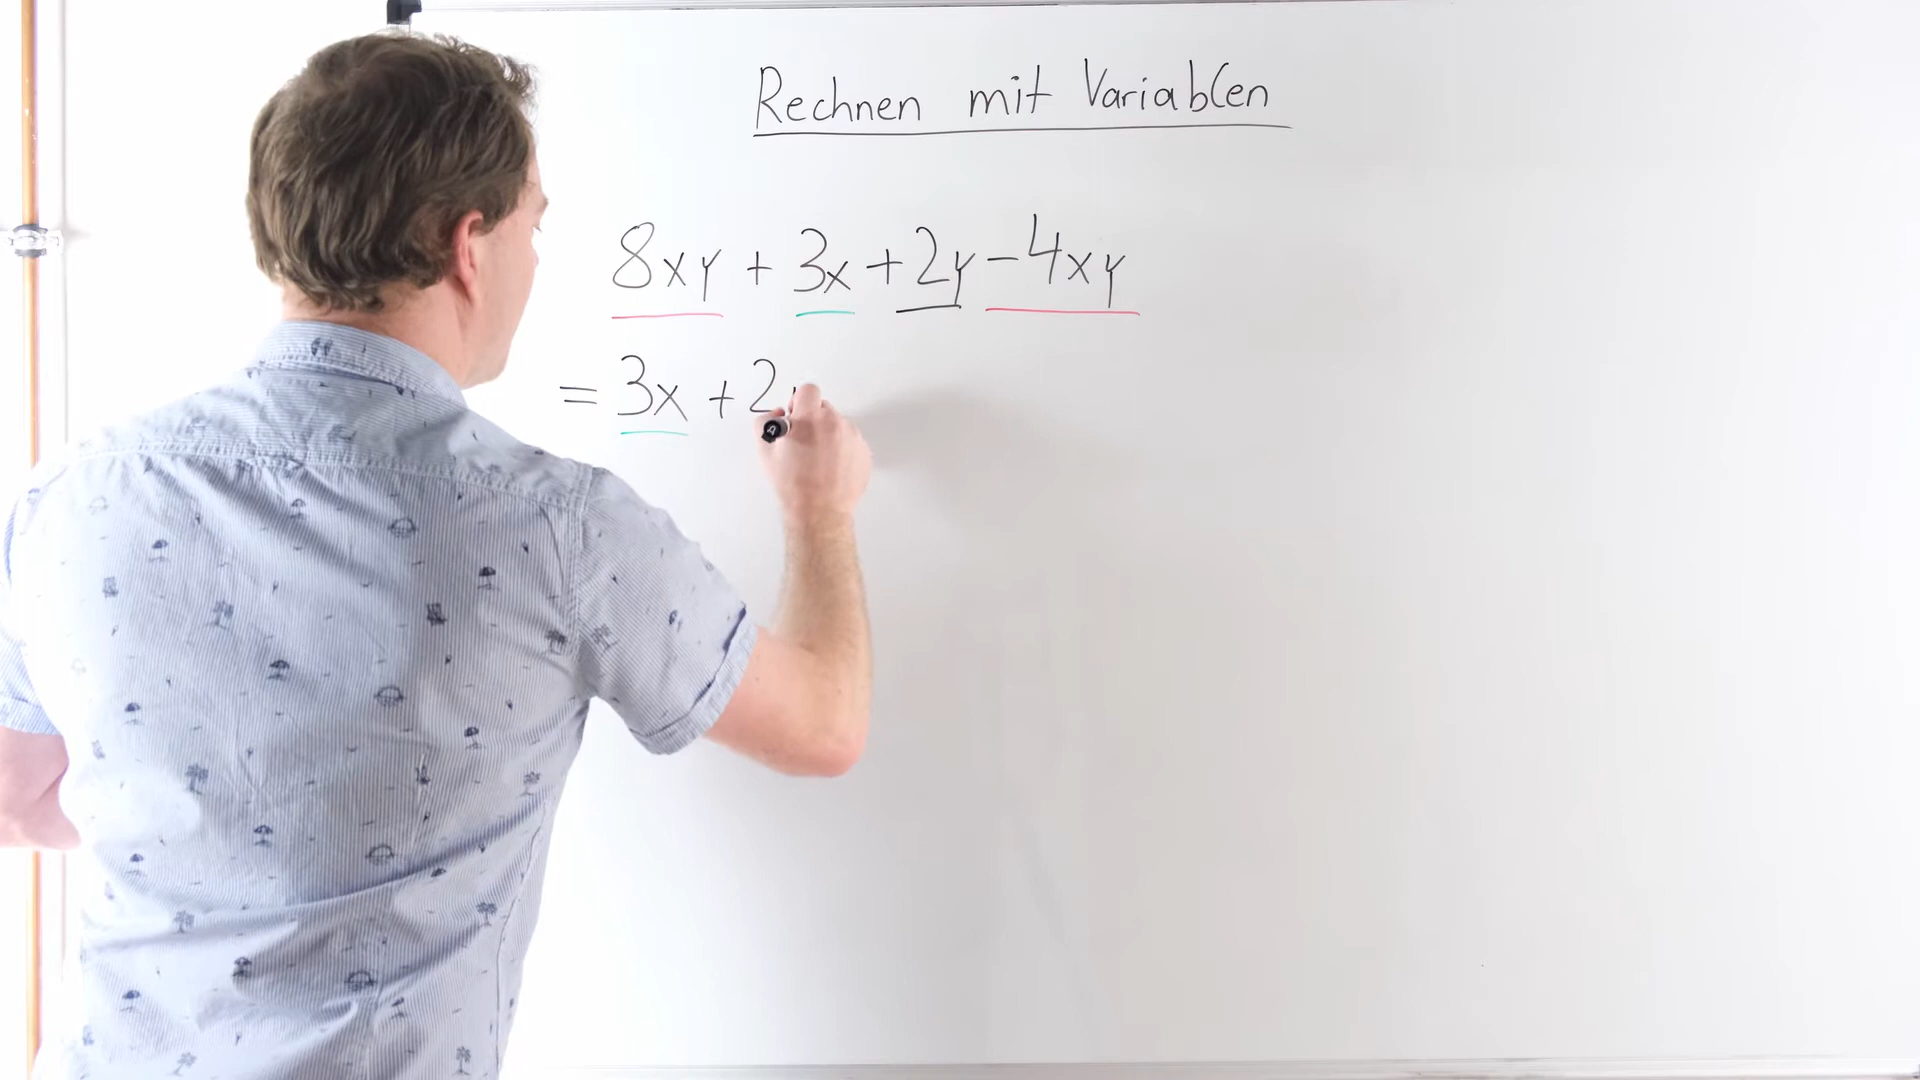 Rechnen mit Variablen
8xy + 3x + 2y - 4xy
= 3x + 2